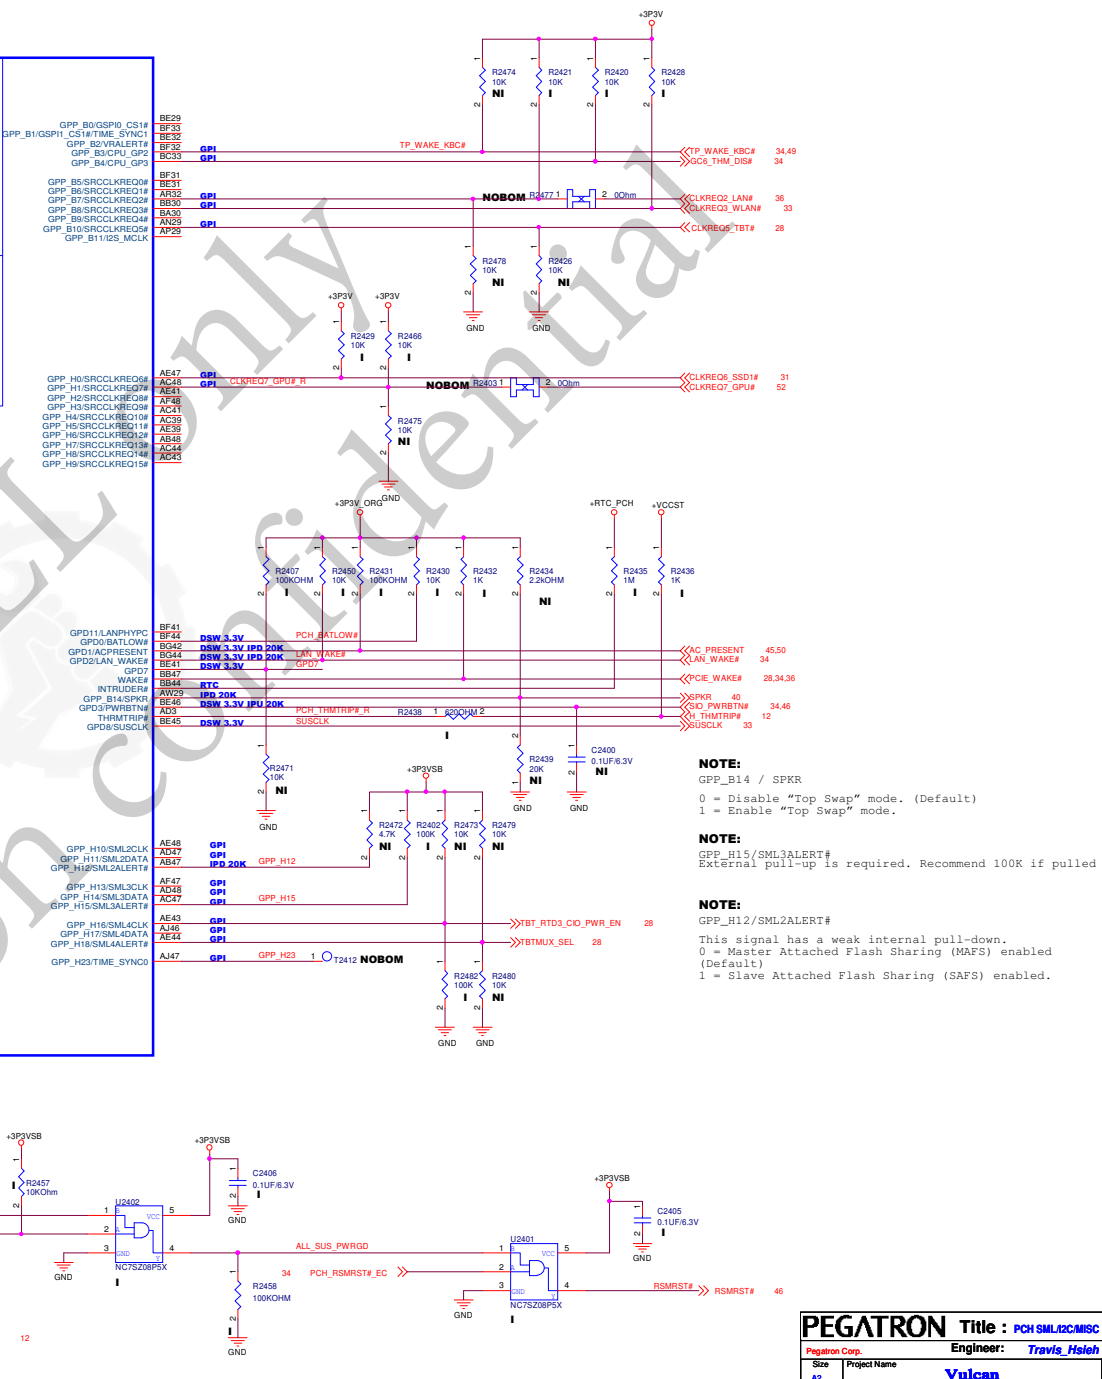 +3P3V
R2474
10K
NI
R2421
10K
I
R2420
10K
I
R2428
10K
I
GPP_B0/GSPI0_CS1# BE29
GPP_B1/GSPI1_CS1#/TIME_SYNC1 BF33
GPP_B2/VRALERT# BE32
GPP_B3/CPU_GP2 BF32 GPI TP_WAKE_KBC# TP_WAKE_KBC# 34,49
GPP_B4/CPU_GP3 BC33 GPI GC6_THM_DIS# 34
GPP_B5/SRCCLKREQ0# BF31
GPP_B6/SRCCLKREQ1# BE31
GPP_B7/SRCCLKREQ2# AR32 GPI NOBOM R2477 1 2 0Ohm CLKREQ2_LAN# 36
GPP_B8/SRCCLKREQ3# BB30 GPI CLKREQ3_WLAN# 33
GPP_B9/SRCCLKREQ4# BA30
GPP_B10/SRCCLKREQ5# AN29 GPI CLKREQ5_TBT# 28
GPP_B11/I2S_MCLK AP29
R2478
10K
NI
GND
R2426
10K
NI
GND
+3P3V +3P3V
R2429
10K
I
R2466
10K
I
GPP_H0/SRCCLKREQ6# AE47 GPI CLKREQ6_SSD1# 31
GPP_H1/SRCCLKREQ7# AC48 GPI CLKREQ7_GPU#_R NOBOM R2403 1 2 0Ohm CLKREQ7_GPU# 52
GPP_H2/SRCCLKREQ8# AE41
GPP_H3/SRCCLKREQ9# AF48
GPP_H4/SRCCLKREQ10# AC41
GPP_H5/SRCCLKREQ11# AC39
GPP_H6/SRCCLKREQ12# AE39
GPP_H7/SRCCLKREQ13# AB48
GPP_H8/SRCCLKREQ14# AC44
GPP_H9/SRCCLKREQ15# AC43
R2475
10K
NI
GND
+3P3V_ORG +RTC_PCH +VCCST
R2407
100KOHM
I
R2450
10K
I
R2431
100KOHM
I
R2430
10K
I
R2432
1K
I
R2434
2.2kOHM
NI
R2435
1M
I
R2436
1K
I
GPD11/LANPHYPC BF41
GPD0/BATLOW# BF44 DSW 3.3V PCH_BATLOW#
GPD1/ACPRESENT BG42 DSW 3.3V IPD 20K AC_PRESENT 45,50
GPD2/LAN_WAKE# BG44 DSW 3.3V IPD 20K LAN_WAKE# LAN_WAKE# 34
GPD7 BE41 DSW 3.3V GPD7
WAKE# BB47 PCIE_WAKE# 28,34,36
INTRUDER# BB44 RTC
GPP_B14/SPKR AW29 IPD 20K SPKR 40
GPD3/PWRBTN# BE46 DSW 3.3V IPU 20K SIO_PWRBTN# 34,46
THRMTRIP# AD3 PCH_THMTRIP#_R R2438 1 620OHM 2 H_THMTRIP# 12
GPD8/SUSCLK BE45 DSW 3.3V SUSCLK SUSCLK 33
I
R2471
10K
NI
GND
R2439
20K
NI
GND
C2400
0.1UF/6.3V
NI
GND
+3P3VSB
R2472
4.7K
NI
R2402
100K
I
R2473
10K
NI
R2479
10K
NI
GPP_H10/SML2CLK AE48 GPI
GPP_H11/SML2DATA AD47 GPI
GPP_H12/SML2ALERT# AB47 IPD 20K GPP_H12
GPP_H13/SML3CLK AF47 GPI
GPP_H14/SML3DATA AD48 GPI
GPP_H15/SML3ALERT# AC47 GPI GPP_H15
GPP_H16/SML4CLK AE43 GPI TBT_RTD3_CIO_PWR_EN 28
GPP_H17/SML4DATA AJ46 GPI
GPP_H18/SML4ALERT# AE44 GPI TBTMUX_SEL 28
GPP_H23/TIME_SYNC0 AJ47 GPI GPP_H23 1 T2412 NOBOM
R2482
100K
I
GND
R2480
10K
NI
GND
NOTE:
GPP_B14 / SPKR
0 = Disable “Top Swap” mode. (Default)
1 = Enable “Top Swap” mode.
NOTE:
GPP_H15/SML3ALERT#
External pull-up is required. Recommend 100K if pulled
NOTE:
GPP_H12/SML2ALERT#
This signal has a weak internal pull-down.
0 = Master Attached Flash Sharing (MAFS) enabled
(Default)
1 = Slave Attached Flash Sharing (SAFS) enabled.
+3P3VSB
R2457
10KOhm
I
+3P3VSB
C2406
0.1UF/6.3V
I
GND
U2402
1 B VCC 5
2 A
3 GND Y 4
NC7SZ08P5X
I
GND
ALL_SUS_PWRGD
34 PCH_RSMRST#_EC
R2458
100KOHM
I
GND
+3P3VSB
C2405
0.1UF/6.3V
I
GND
U2401
1 B VCC 5
2 A
3 GND Y 4
NC7SZ08P5X
I
GND
RSMRST# RSMRST# 46
12
PEGATRON Title : PCH SML/I2C/MISC
Pegatron Corp. Engineer: Travis_Hsieh
Size Project Name
A2 Vulcan
only
confidential